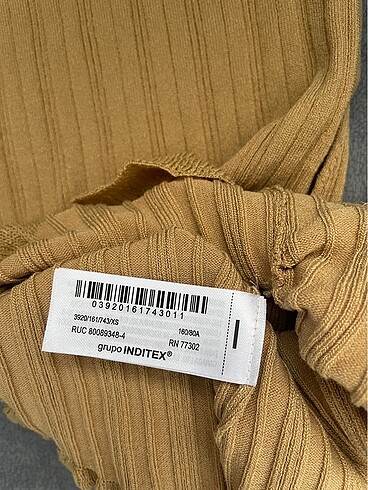 03920161743011
3920/161/743/XS 160/80A
RUC 80089348-4 RN 77302
grupo INDITEX®